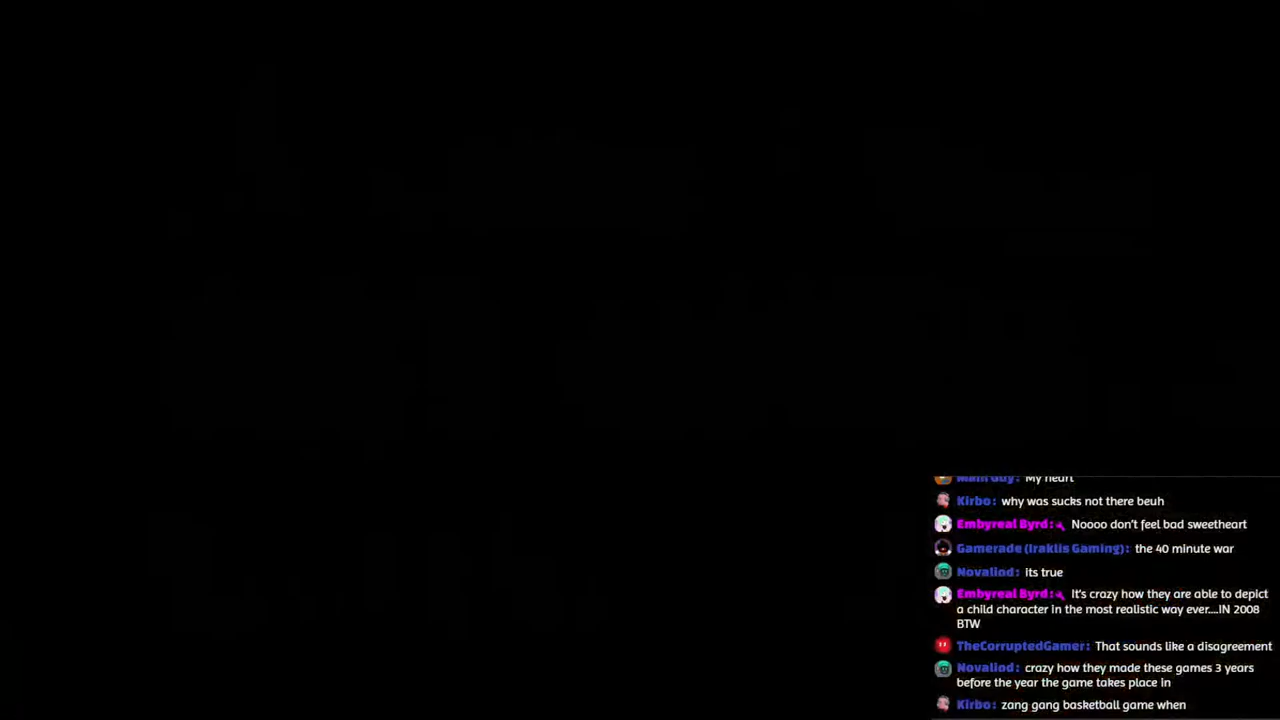 Main Guy: My heart
Kirbo: why was sucks not there beuh
Embyreal Byrd: Noooo don't feel bad sweetheart
Gamerade (Iraklis Gaming): the 40 minute war
Novaliod: its true
Embyreal Byrd: It's crazy how they are able to depict
a child character in the most realistic way ever....IN 2008
BTW
TheCorruptedGamer: That sounds like a disagreement
Novaliod: crazy how they made these games 3 years
before the year the game takes place in
Kirbo: zang gang basketball game when